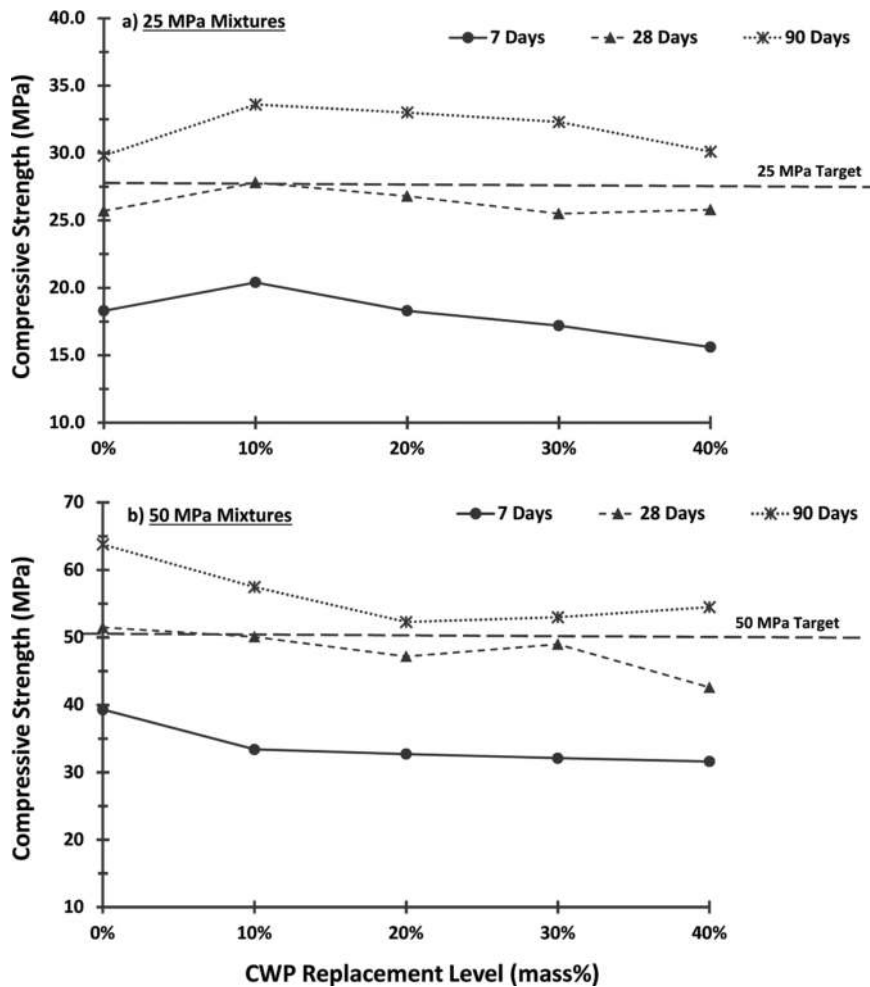 a) 25 MPa Mixtures
7 Days
28 Days
90 Days
40.0
35.0
30.0
25.0
20.0
15.0
10.0
Compressive Strength (MPa)
25 MPa Target
0%
10%
20%
30%
40%
b) 50 MPa Mixtures
7 Days
28 Days
90 Days
70
60
50
40
30
20
10
Compressive Strength (MPa)
50 MPa Target
0%
10%
20%
30%
40%
CWP Replacement Level (mass%)